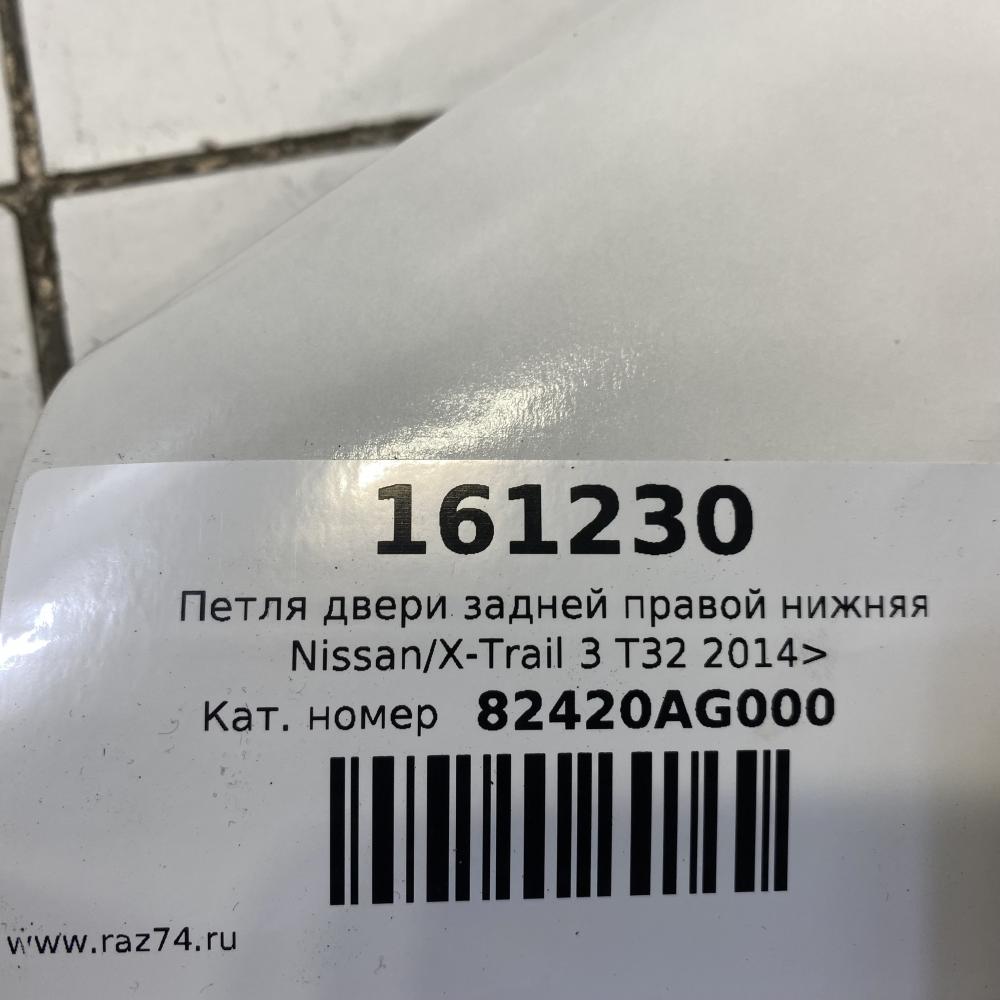 161230
Петля двери задней правой нижняя
Nissan/X-Trail 3 T32 2014>
Кат. номер 82420AG000
www.raz74.ru